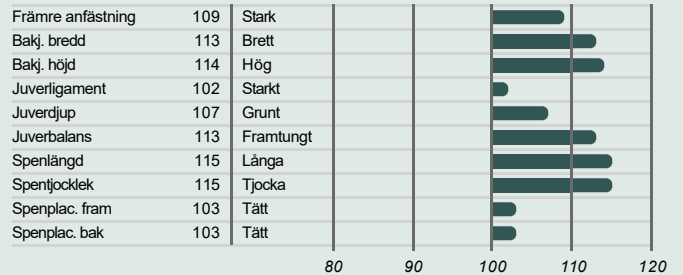 Främre anfästning 109 Stark
Bakj. bredd 113 Brett
Bakj. höjd 114 Hög
Juverligament 102 Starkt
Juverdjup 107 Grunt
Juverbalans 113 Framtungt
Spenlängd 115 Långa
Spentjocklek 115 Tjocka
Spenplac. fram 103 Tätt
Spenplac. bak 103 Tätt
80 90 100 110 120